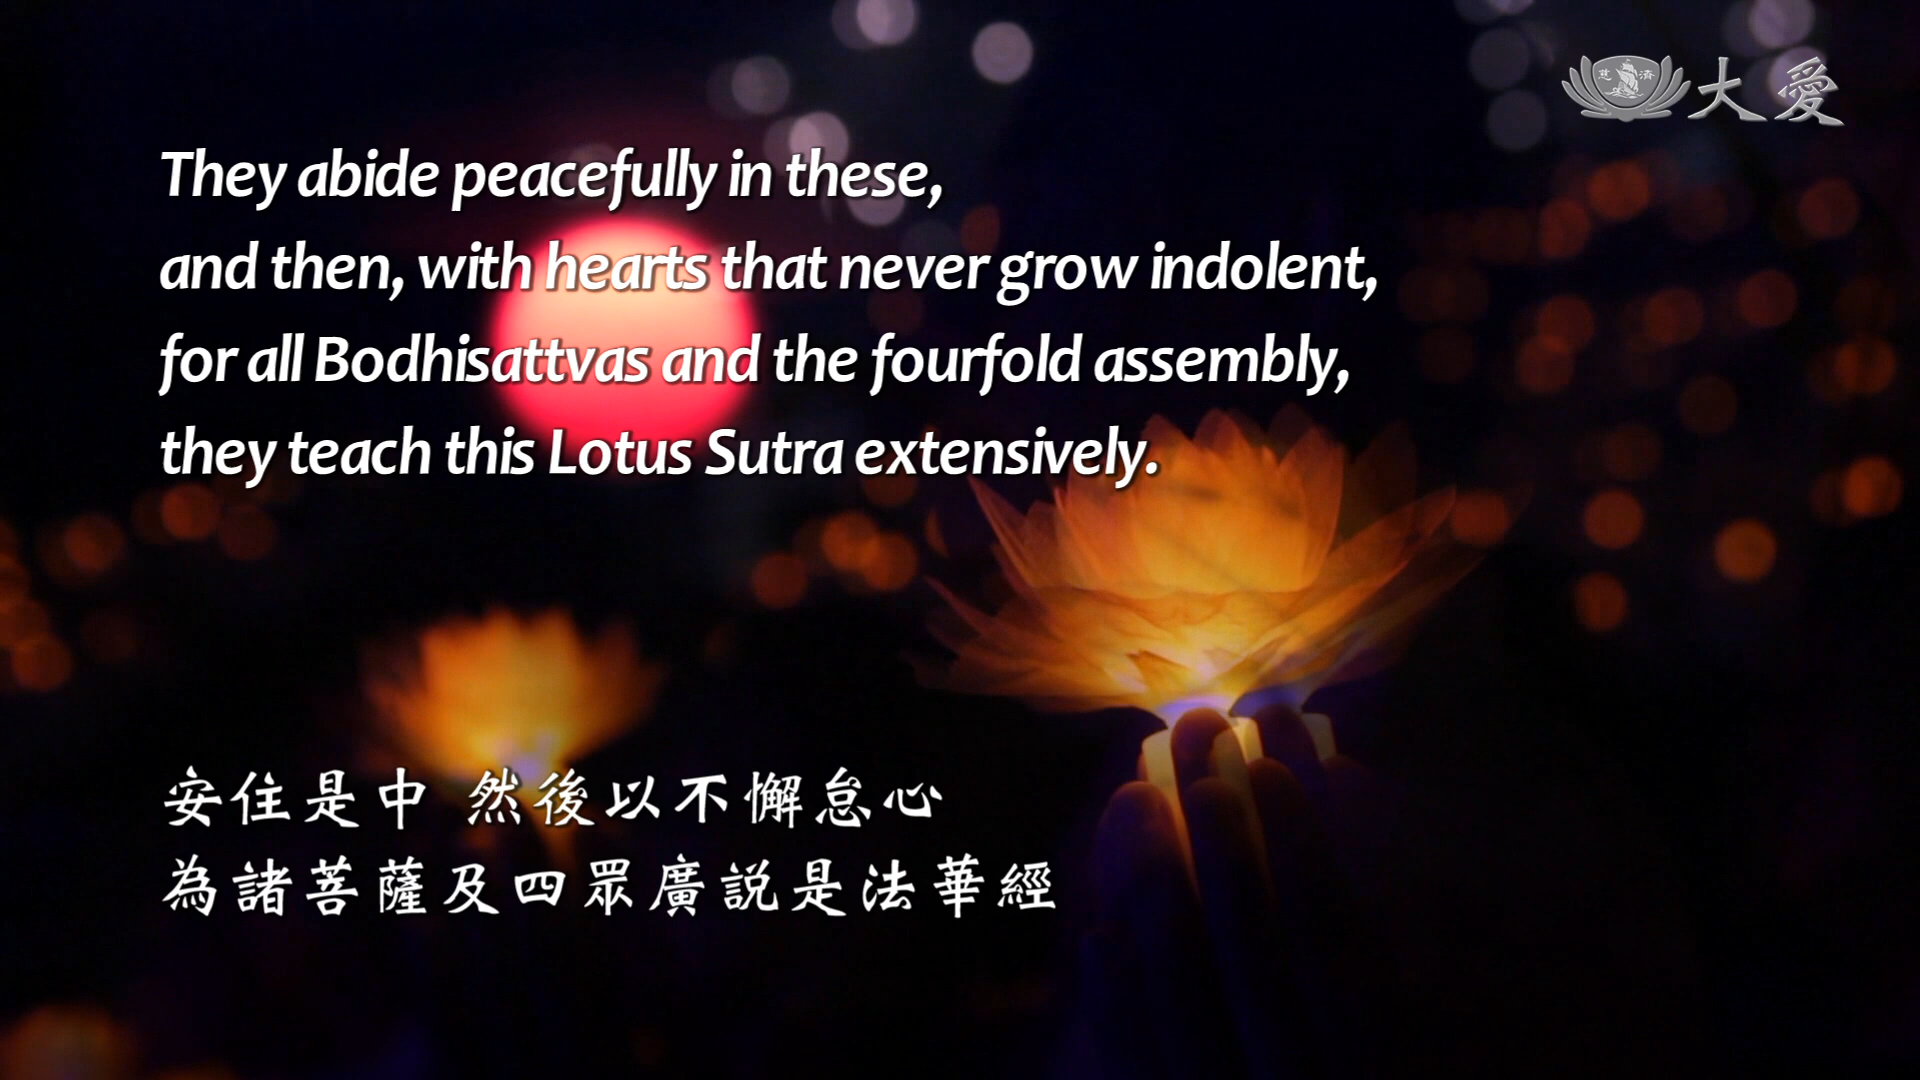 慈濟
大愛
They abide peacefully in these,
and then, with hearts that never grow indolent,
for all Bodhisattvas and the fourfold assembly,
they teach this Lotus Sutra extensively.
安住是中 然後以不懈怠心
為諸菩薩及四眾廣說是法華經